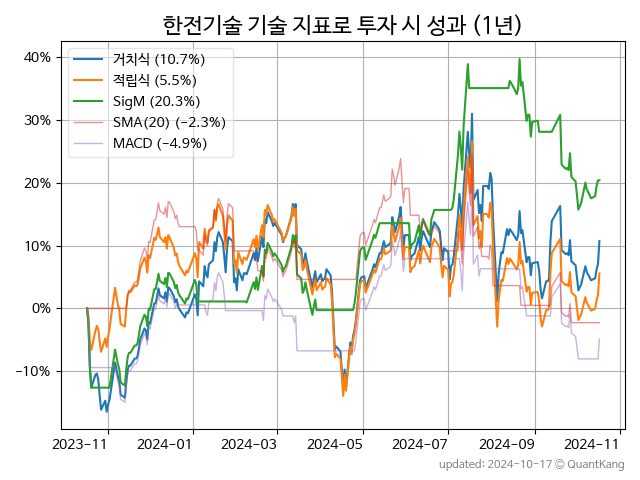 한전기술 기술 지표로 투자 시 성과 (1년)
거치식 (10.7%)
적립식 (5.5%)
SigM (20.3%)
SMA(20) (−2.3%)
MACD (−4.9%)
40%
30%
20%
10%
0%
−10%
2023-11 2024-01 2024-03 2024-05 2024-07 2024-09 2024-11
updated: 2024-10-17 © QuantKang